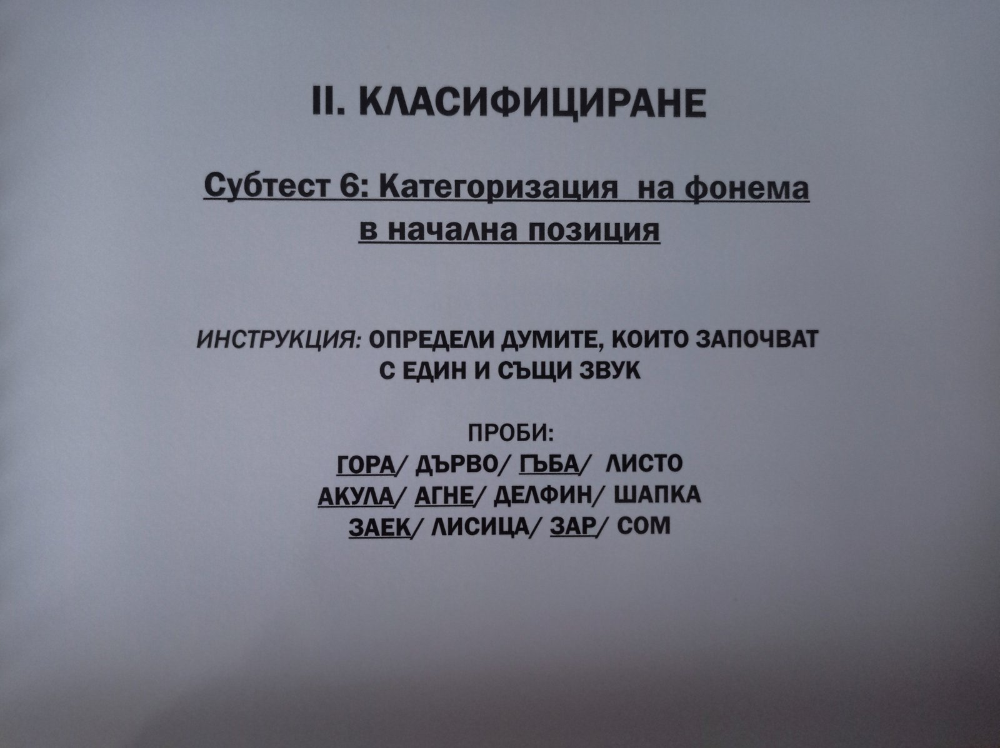 II. КЛАСИФИЦИРАНЕ
Субтест 6: Категоризация на фонема
в начална позиция
ИНСТРУКЦИЯ: ОПРЕДЕЛИ ДУМИТЕ, КОИТО ЗАПОЧВАТ
С ЕДИН И СЪЩИ ЗВУК
ПРОБИ:
ГОРА/ ДЪРВО/ ГЪБА/ ЛИСТО
АКУЛА/ АГНЕ/ ДЕЛФИН/ ШАПКА
ЗАЕК/ ЛИСИЦА/ ЗАР/ СОМ